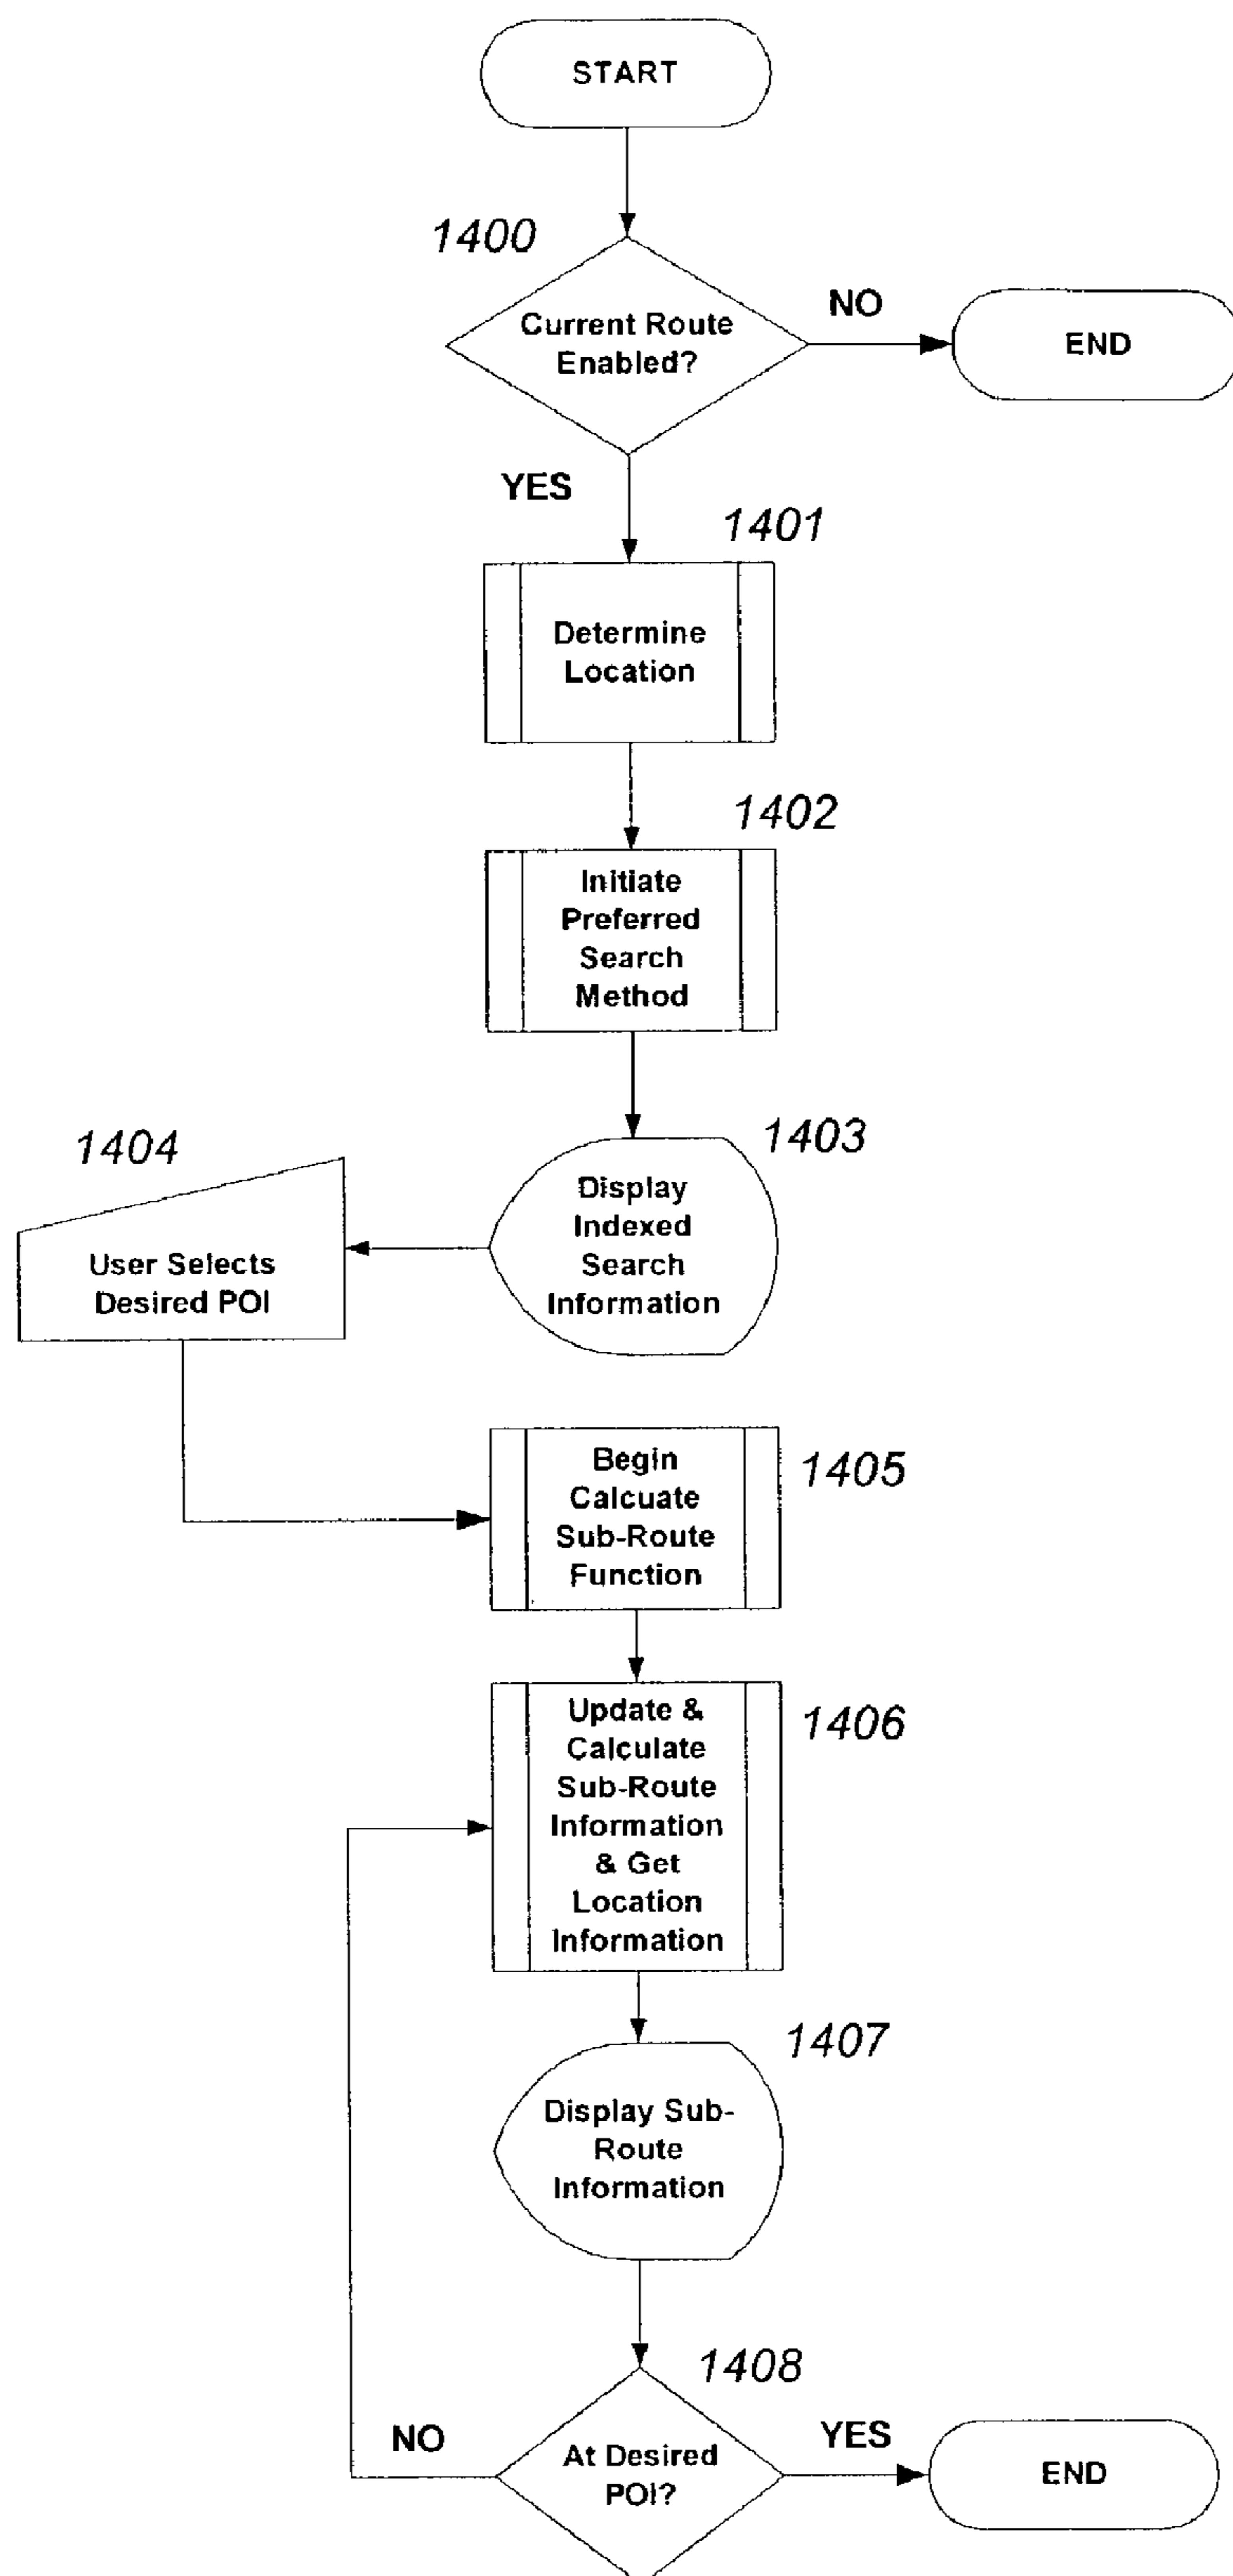 START
1400
Current Route
Enabled?
NO
END
YES
1401
Determine
Location
1402
Initiate
Preferred
Search
Method
1403
Display
Indexed
Search
Information
1404
User Selects
Desired POI
Begin
Calcuate
Sub-Route
Function
1405
Update &
Calculate
Sub-Route
Information
& Get
Location
Information
1406
1407
Display Sub-
Route
Information
1408
At Desired
POI?
NO
YES
END